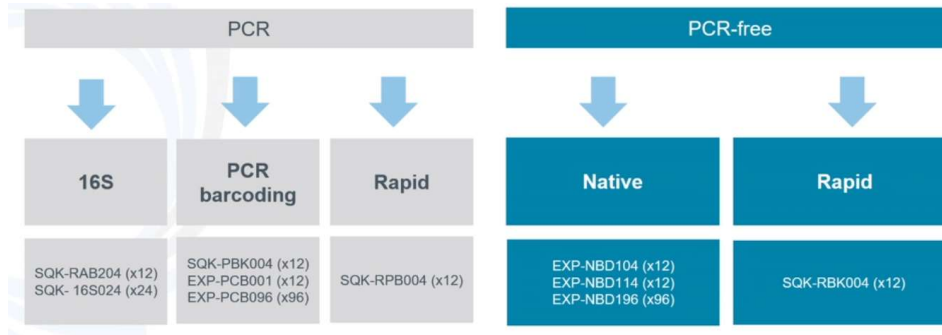 PCR
PCR-free
16S
PCR
barcoding
Rapid
Native
Rapid
SQK-RAB204 (x12)
SQK- 16S024 (x24)
SQK-PBK004 (x12)
EXP-PCB001 (x12)
EXP-PCB096 (x96)
SQK-RPB004 (x12)
EXP-NBD104 (x12)
EXP-NBD114 (x12)
EXP-NBD196 (x96)
SQK-RBK004 (x12)